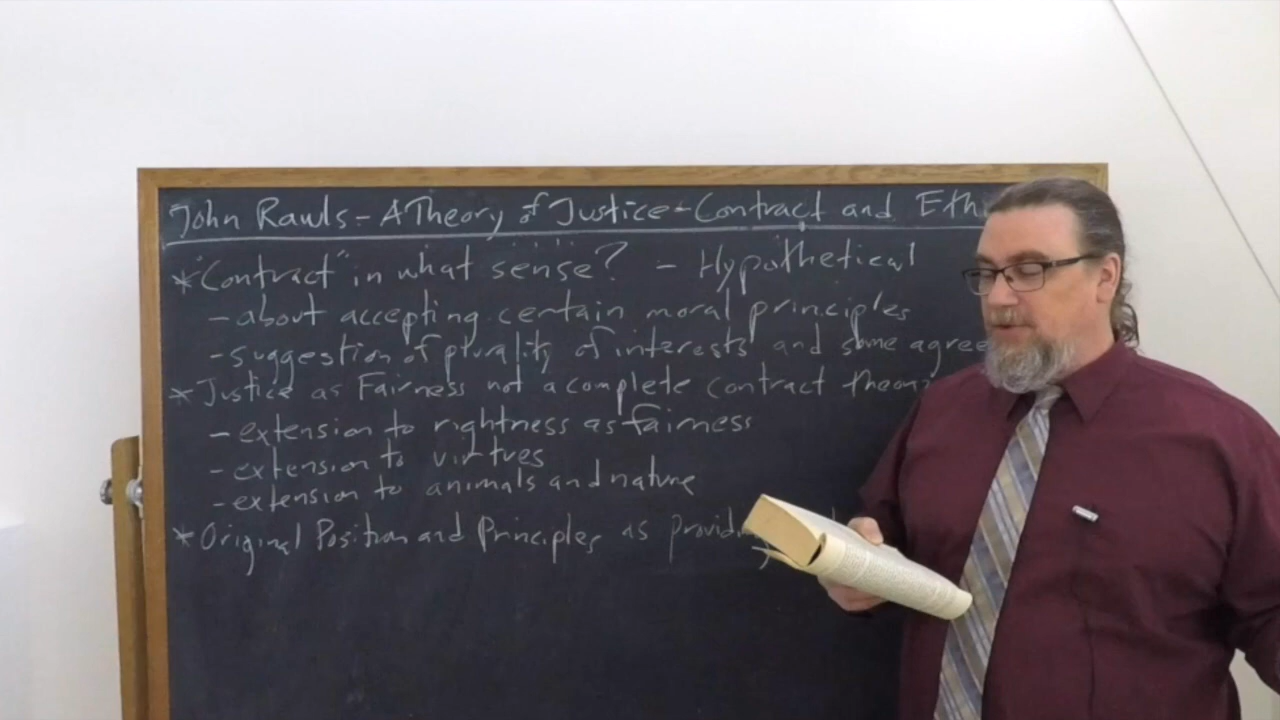 John Rawls - A Theory of Justice - Contract and Eth
* "Contract" in what sense? - Hypothetical
- about accepting certain moral principles
- suggestion of plurality of interests and some agree
* Justice as Fairness not a complete contract theory
- extension to rightness as fairness
- extension to virtues
- extension to animals and nature
* Original Position and Principles as provid